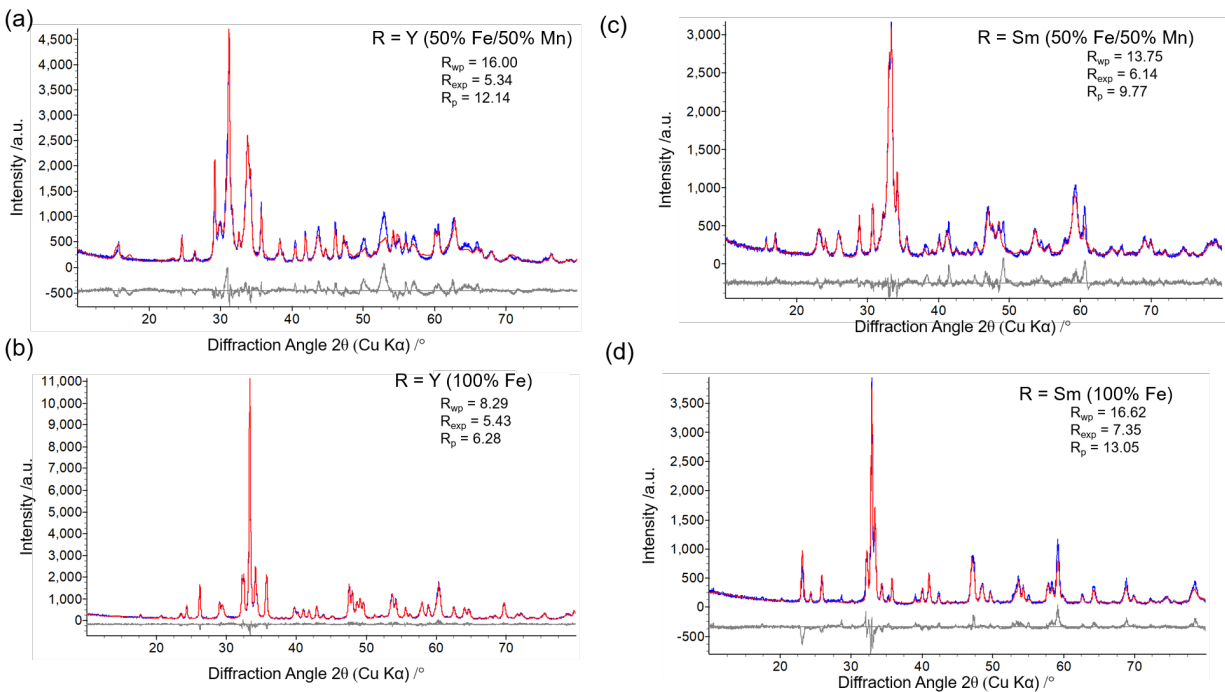 (a)
R = Y (50% Fe/50% Mn)
R_wp = 16.00
R_exp = 5.34
R_p = 12.14
Intensity /a.u.
4,500
4,000
3,500
3,000
2,500
2,000
1,500
1,000
500
0
-500
20 30 40 50 60 70
Diffraction Angle 2θ (Cu Kα) /°
(c)
R = Sm (50% Fe/50% Mn)
R_wp = 13.75
R_exp = 6.14
R_p = 9.77
Intensity /a.u.
3,000
2,500
2,000
1,500
1,000
500
0
20 30 40 50 60 70
Diffraction Angle 2θ (Cu Kα) /°
(b)
R = Y (100% Fe)
R_wp = 8.29
R_exp = 5.43
R_p = 6.28
Intensity /a.u.
11,000
10,000
9,000
8,000
7,000
6,000
5,000
4,000
3,000
2,000
1,000
0
20 30 40 50 60 70
Diffraction Angle 2θ (Cu Kα) /°
(d)
R = Sm (100% Fe)
R_wp = 16.62
R_exp = 7.35
R_p = 13.05
Intensity /a.u.
3,500
3,000
2,500
2,000
1,500
1,000
500
0
-500
20 30 40 50 60 70
Diffraction Angle 2θ (Cu Kα) /°